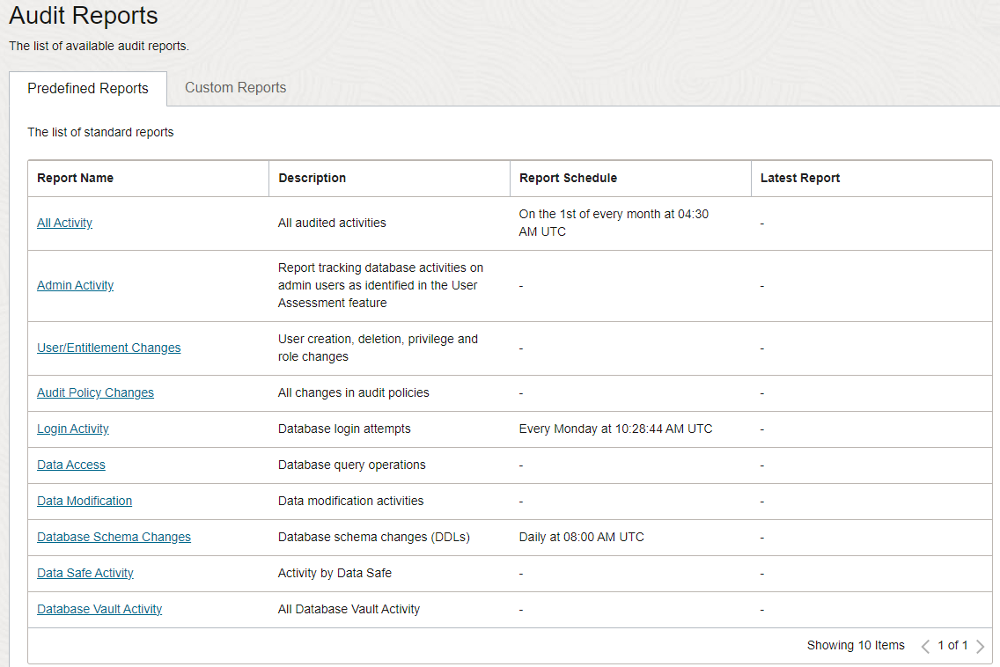 Audit Reports
The list of available audit reports.
Predefined Reports
Custom Reports
The list of standard reports
Report Name
Description
Report Schedule
Latest Report
All Activity
All audited activities
On the 1st of every month at 04:30
AM UTC
-
Admin Activity
Report tracking database activities on
admin users as identified in the User
Assessment feature
-
-
User/Entitlement Changes
User creation, deletion, privilege and
role changes
-
-
Audit Policy Changes
All changes in audit policies
-
-
Login Activity
Database login attempts
Every Monday at 10:28:44 AM UTC
-
Data Access
Database query operations
-
-
Data Modification
Data modification activities
-
-
Database Schema Changes
Database schema changes (DDLs)
Daily at 08:00 AM UTC
-
Data Safe Activity
Activity by Data Safe
-
-
Database Vault Activity
All Database Vault Activity
-
-
Showing 10 Items
1 of 1